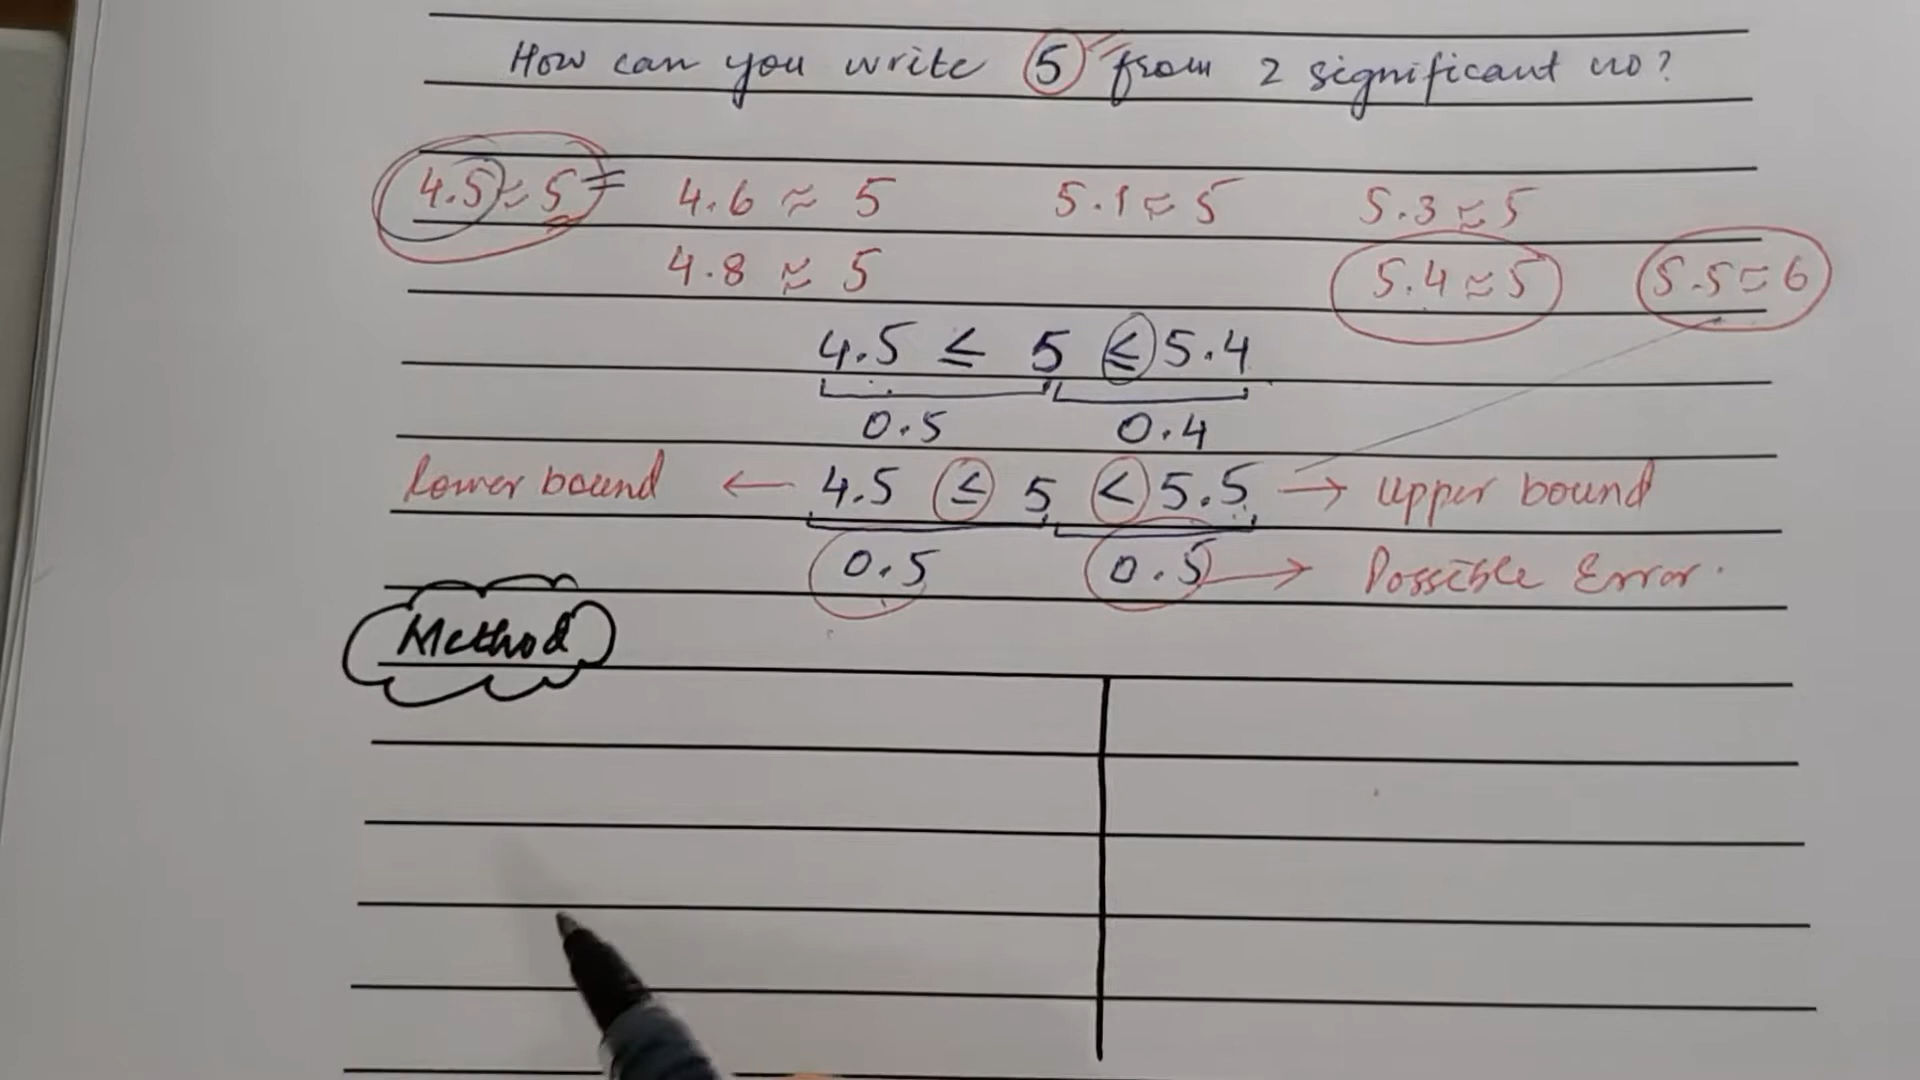 How can you write 5 from 2 significant no?
4.5 ≈ 5 4.6 ≈ 5 5.1 ≈ 5 5.3 ≈ 5
4.8 ≈ 5 5.4 ≈ 5 5.5 ≈ 6
4.5 ≤ 5 ≤ 5.4
0.5 0.4
Lower bound ← 4.5 ≤ 5 < 5.5 → Upper bound
0.5 0.5 → Possible Error.
Method